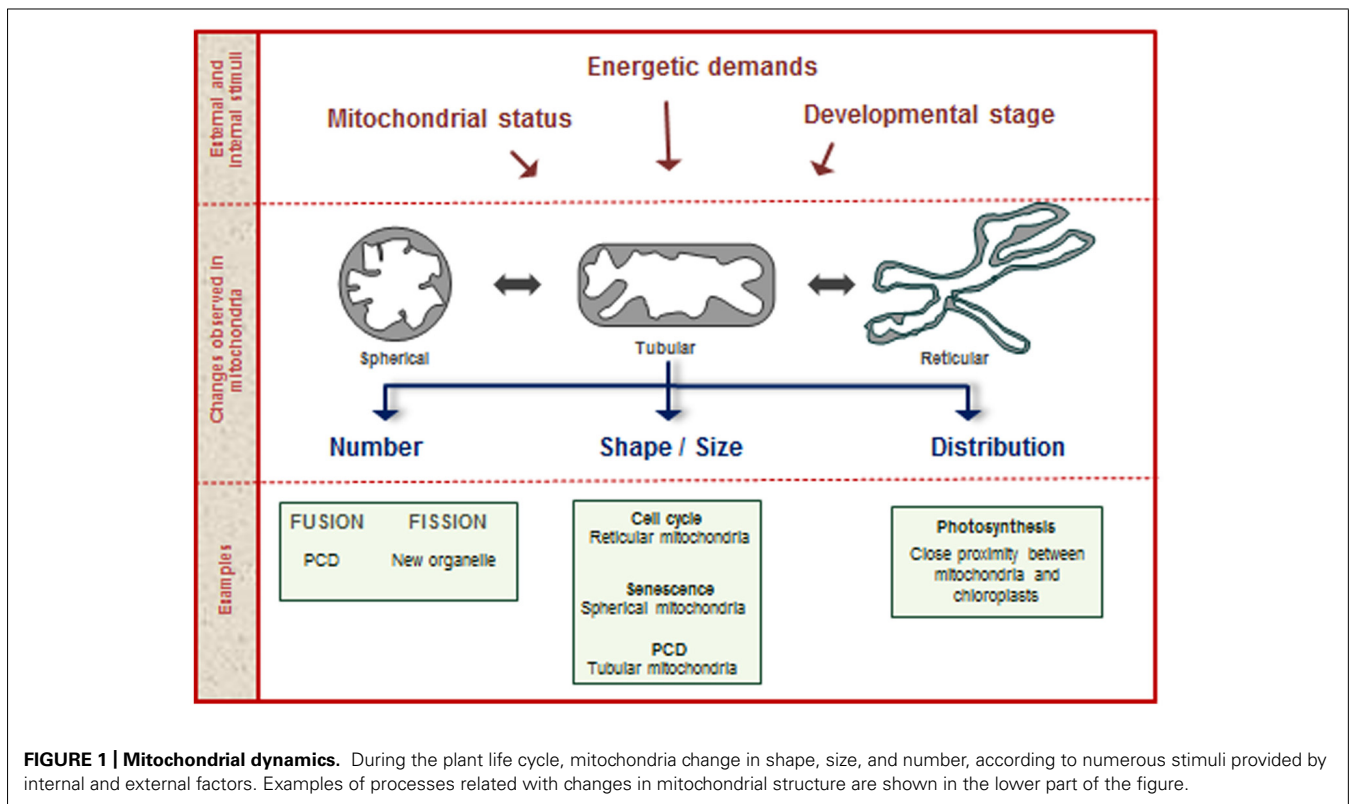 External and
Internal stimuli
Energetic demands
Mitochondrial status
Developmental stage
Changes observed in
mitochondria
Spherical
Tubular
Reticular
Number
Shape / Size
Distribution
Examples
FUSION FISSION
PCD New organelle
Cell cycle
Reticular mitochondria
Senescence
Spherical mitochondria
PCD
Tubular mitochondria
Photosynthesis
Close proximity between
mitochondria and
chloroplasts
FIGURE 1 | Mitochondrial dynamics. During the plant life cycle, mitochondria change in shape, size, and number, according to numerous stimuli provided by
internal and external factors. Examples of processes related with changes in mitochondrial structure are shown in the lower part of the figure.